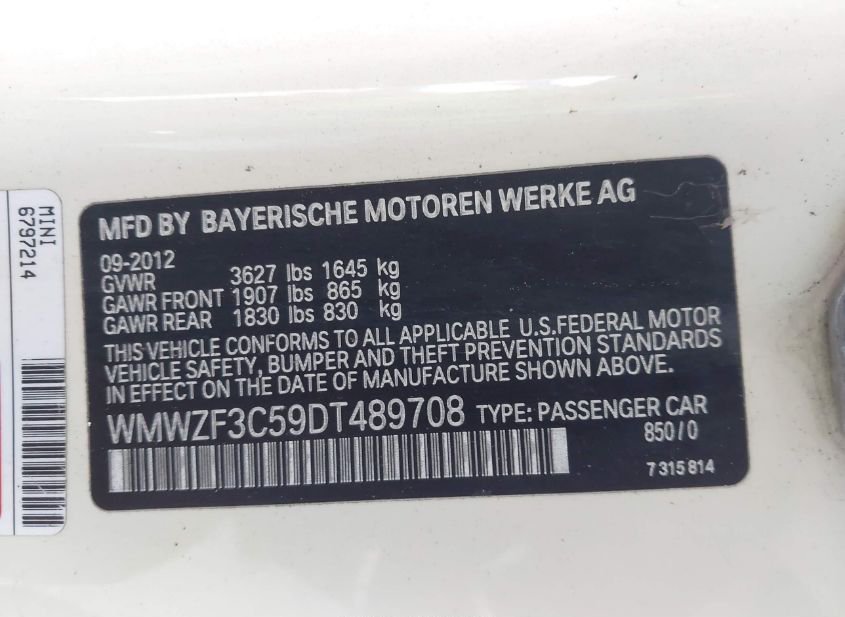 MFD BY BAYERISCHE MOTOREN WERKE AG
09-2012
GVWR 3627 lbs 1645 kg
GAWR FRONT 1907 lbs 865 kg
GAWR REAR 1830 lbs 830 kg
THIS VEHICLE CONFORMS TO ALL APPLICABLE U.S.FEDERAL MOTOR
VEHICLE SAFETY, BUMPER AND THEFT PREVENTION STANDARDS
IN EFFECT ON THE DATE OF MANUFACTURE SHOWN ABOVE.
WMWZF3C59DT489708 TYPE: PASSENGER CAR
850/0
7 315 814
MINI
6797214